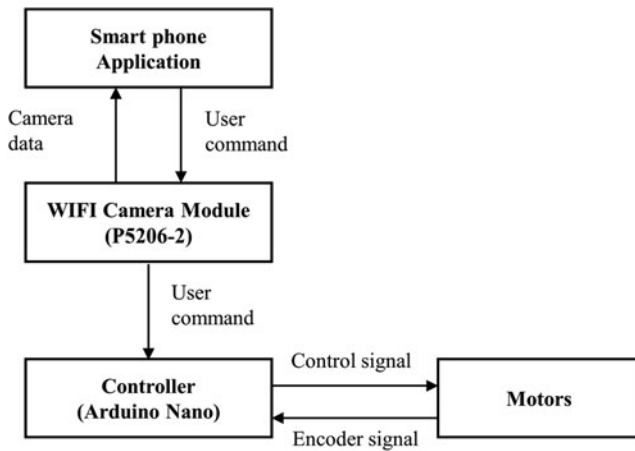 Smart phone
Application
Camera
data
User
command
WIFI Camera Module
(P5206-2)
User
command
Controller
(Arduino Nano)
Control signal
Encoder signal
Motors